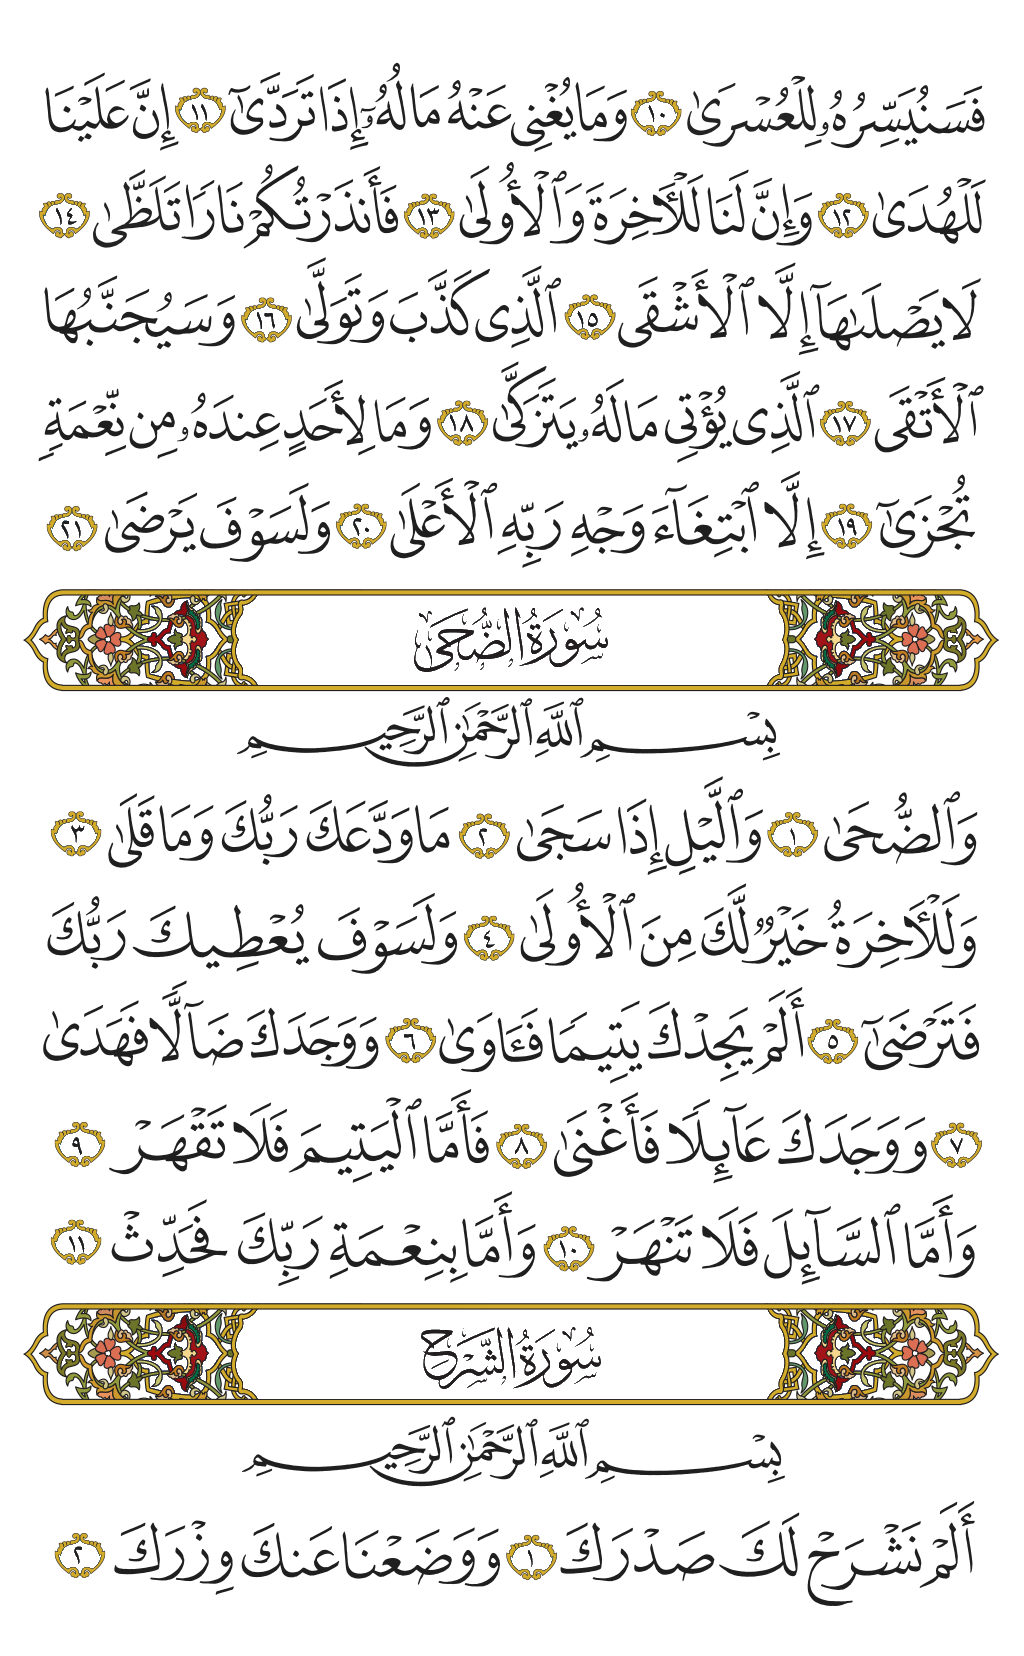 فَسَنُيَسِّرُهُۥ لِلْعُسْرَىٰ ١٠ وَمَا يُغْنِى عَنْهُ مَالُهُۥٓ إِذَا تَرَدَّىٰٓ ١١ إِنَّ عَلَيْنَا
لَلْهُدَىٰ ١٢ وَإِنَّ لَنَا لَلْـَٔاخِرَةَ وَٱلْأُولَىٰ ١٣ فَأَنذَرْتُكُمْ نَارًا تَلَظَّىٰ ١٤
لَا يَصْلَىٰهَآ إِلَّا ٱلْأَشْقَى ١٥ ٱلَّذِى كَذَّبَ وَتَوَلَّىٰ ١٦ وَسَيُجَنَّبُهَا
ٱلْأَتْقَى ١٧ ٱلَّذِى يُؤْتِى مَالَهُۥ يَتَزَكَّىٰ ١٨ وَمَا لِأَحَدٍ عِندَهُۥ مِن نِّعْمَةٍ
تُجْزَىٰٓ ١٩ إِلَّا ٱبْتِغَآءَ وَجْهِ رَبِّهِ ٱلْأَعْلَىٰ ٢٠ وَلَسَوْفَ يَرْضَىٰ ٢١
سُورَةُ الضُّحَى
بِسْمِ ٱللَّهِ ٱلرَّحْمَٰنِ ٱلرَّحِيمِ
وَٱلضُّحَىٰ ١ وَٱلَّيْلِ إِذَا سَجَىٰ ٢ مَا وَدَّعَكَ رَبُّكَ وَمَا قَلَىٰ ٣
وَلَلْـَٔاخِرَةُ خَيْرٌ لَّكَ مِنَ ٱلْأُولَىٰ ٤ وَلَسَوْفَ يُعْطِيكَ رَبُّكَ
فَتَرْضَىٰٓ ٥ أَلَمْ يَجِدْكَ يَتِيمًا فَـَٔاوَىٰ ٦ وَوَجَدَكَ ضَآلًّا فَهَدَىٰ
٧ وَوَجَدَكَ عَآئِلًا فَأَغْنَىٰ ٨ فَأَمَّا ٱلْيَتِيمَ فَلَا تَقْهَرْ ٩
وَأَمَّا ٱلسَّآئِلَ فَلَا تَنْهَرْ ١٠ وَأَمَّا بِنِعْمَةِ رَبِّكَ فَحَدِّثْ ١١
سُورَةُ الشَّرْحِ
بِسْمِ ٱللَّهِ ٱلرَّحْمَٰنِ ٱلرَّحِيمِ
أَلَمْ نَشْرَحْ لَكَ صَدْرَكَ ١ وَوَضَعْنَا عَنكَ وِزْرَكَ ٢